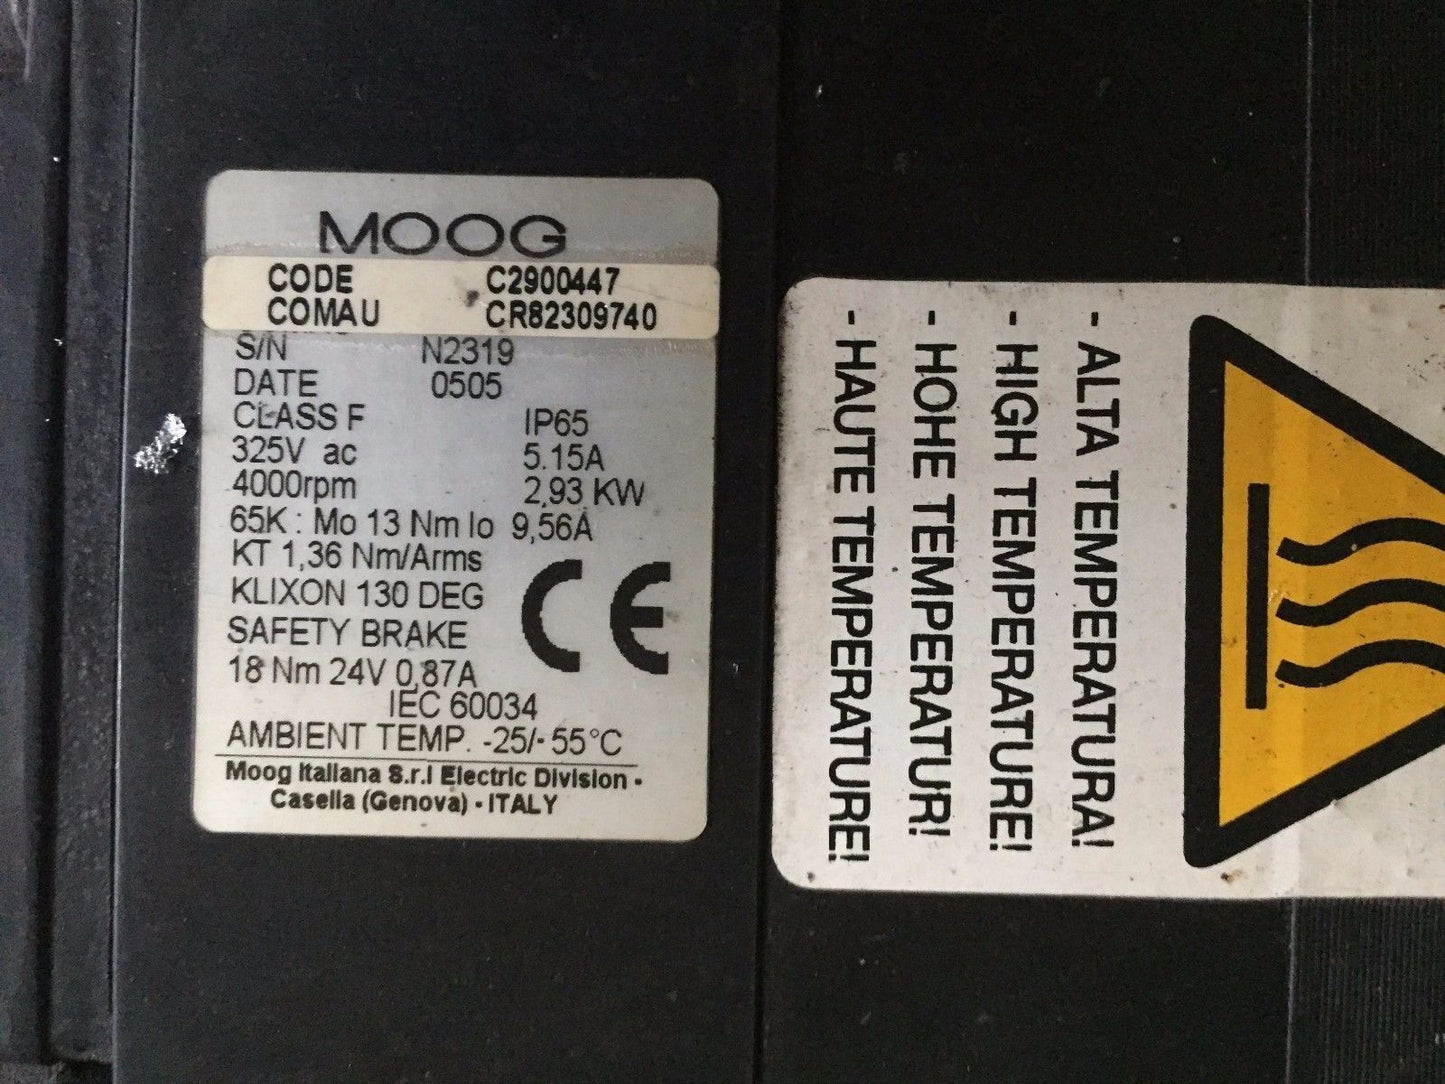 MOOG
CODE C2900447
COMAU CR82309740
S/N N2319
DATE 0505
CLASS F IP65
325V ac 5.15A
4000rpm 2,93 KW
65K : Mo 13 Nm Io 9,56A
KT 1,36 Nm/Arms
KLIXON 130 DEG
SAFETY BRAKE
18 Nm 24V 0,87A
IEC 60034
AMBIENT TEMP. -25/- 55°C
Moog Italiana S.r.l Electric Division -
Casella (Genova) - ITALY
CE
- ALTA TEMPERATURA!
- HIGH TEMPERATURE!
- HOHE TEMPERATUR!
- HAUTE TEMPERATURE!